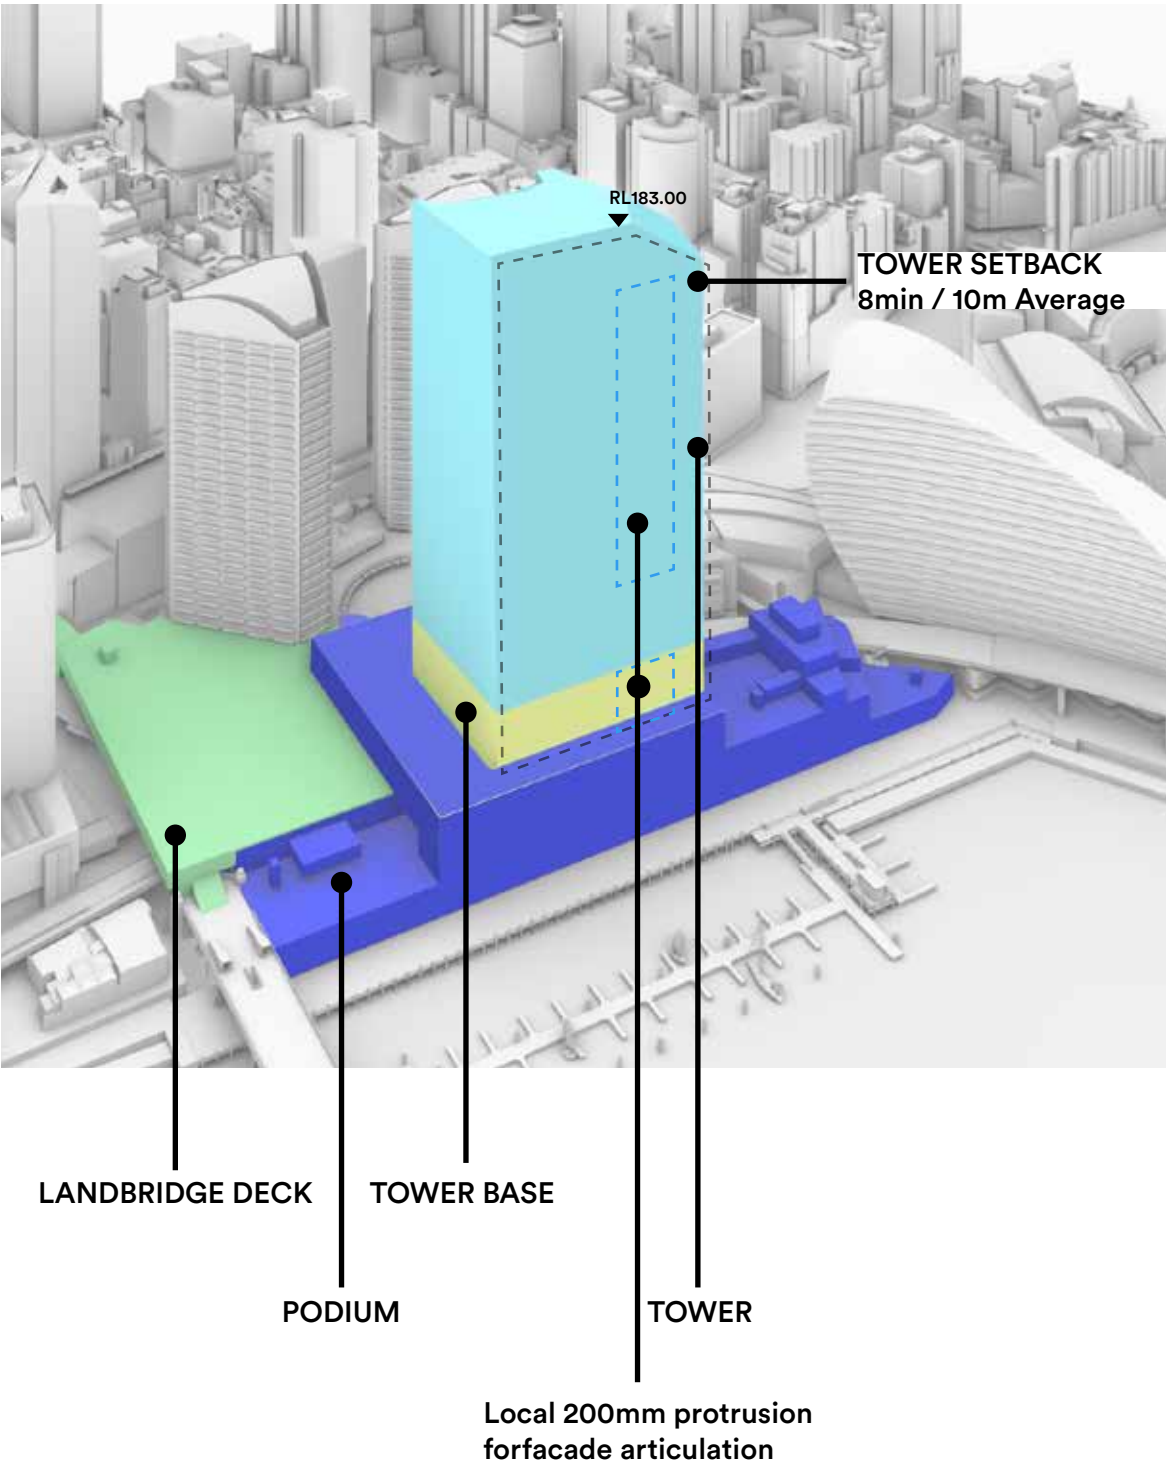 RL183.00
TOWER SETBACK
8min / 10m Average
LANDBRIDGE DECK
TOWER BASE
PODIUM
TOWER
Local 200mm protrusion
forfacade articulation